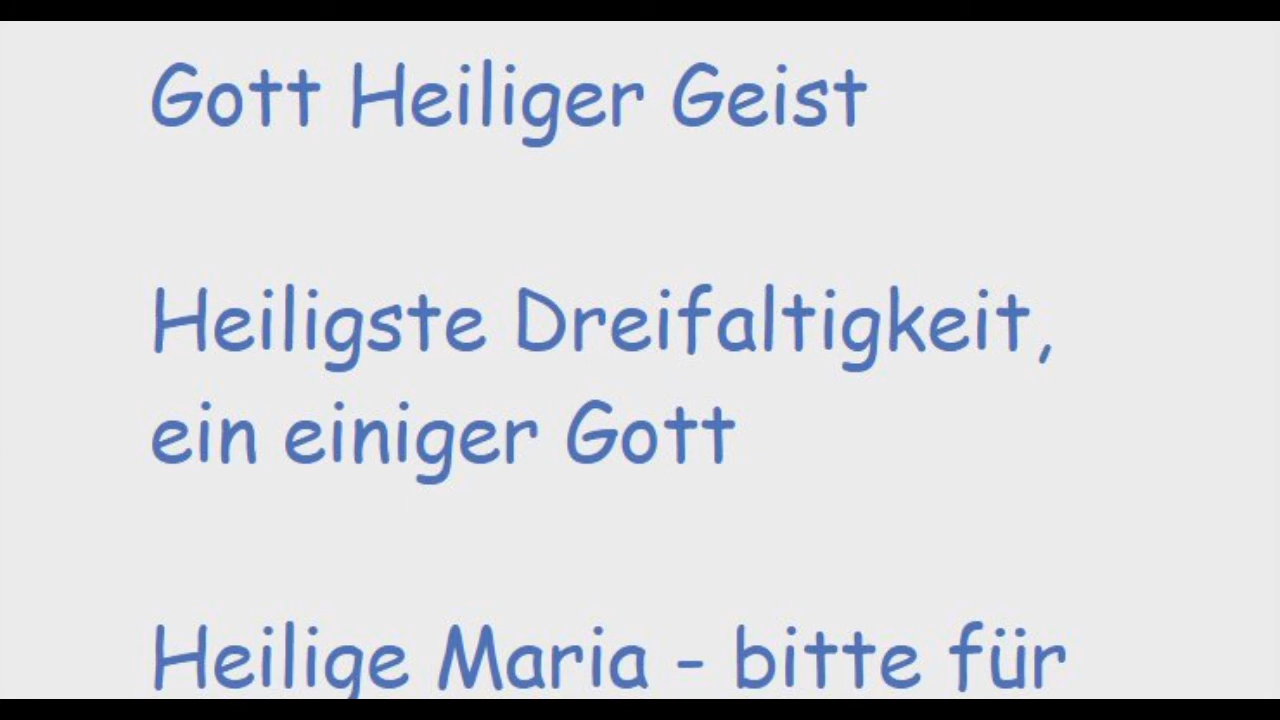 Gott Heiliger Geist
Heiligste Dreifaltigkeit,
ein einiger Gott
Heilige Maria - bitte für